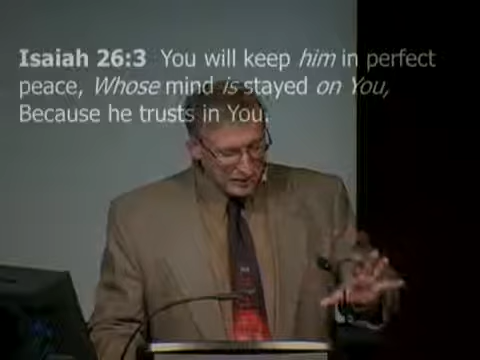 Isaiah 26:3 You will keep him in perfect
peace, Whose mind is stayed on You,
Because he trusts in You.